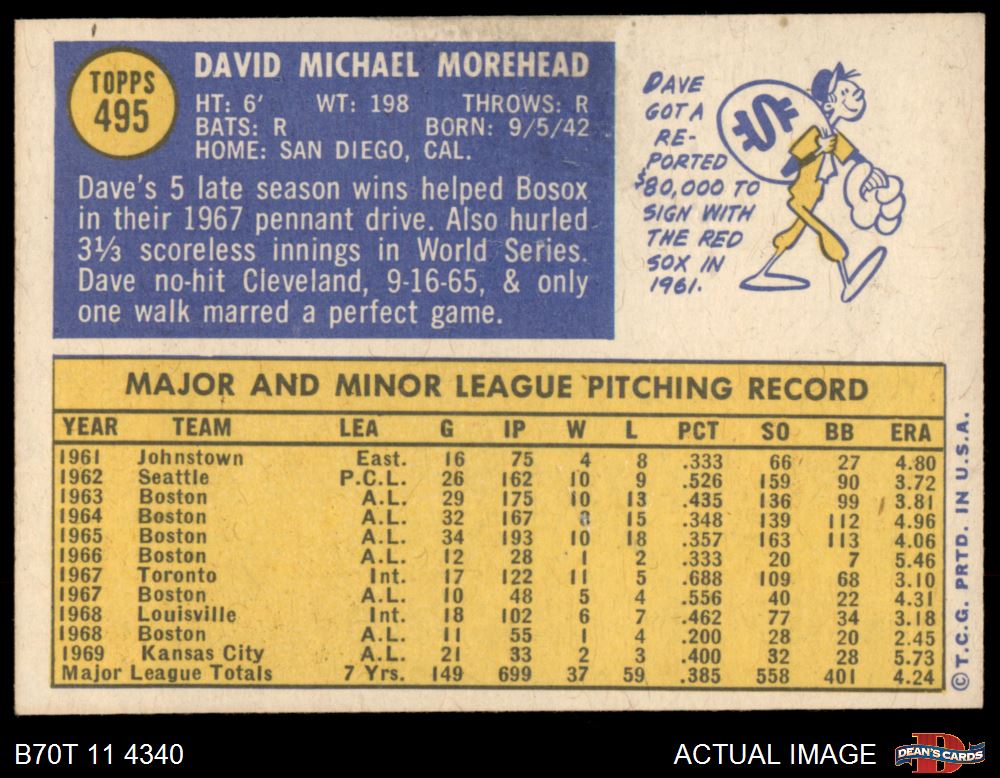 TOPPS
495
DAVID MICHAEL MOREHEAD
HT: 6' WT: 198 THROWS: R
BATS: R BORN: 9/5/42
HOME: SAN DIEGO, CAL.
Dave's 5 late season wins helped Bosox
in their 1967 pennant drive. Also hurled
3⅓ scoreless innings in World Series.
Dave no-hit Cleveland, 9-16-65, & only
one walk marred a perfect game.
DAVE
GOT A
RE-
PORTED
$80,000 TO
SIGN WITH
THE RED
SOX IN
1961.
$
MAJOR AND MINOR LEAGUE PITCHING RECORD
YEAR TEAM LEA G IP W L PCT SO BB ERA
1961 Johnstown East. 16 75 4 8 .333 66 27 4.80
1962 Seattle P.C.L. 26 162 10 9 .526 159 90 3.72
1963 Boston A.L. 29 175 10 13 .435 136 99 3.81
1964 Boston A.L. 32 167 8 15 .348 139 112 4.96
1965 Boston A.L. 34 193 10 18 .357 163 113 4.06
1966 Boston A.L. 12 28 1 2 .333 20 7 5.46
1967 Toronto Int. 17 122 11 5 .688 109 68 3.10
1967 Boston A.L. 10 48 5 4 .556 40 22 4.31
1968 Louisville Int. 18 102 6 7 .462 77 34 3.18
1968 Boston A.L. 11 55 1 4 .200 28 20 2.45
1969 Kansas City A.L. 21 33 2 3 .400 32 28 5.73
Major League Totals 7 Yrs. 149 699 37 59 .385 558 401 4.24
©T.C.G. PRTD. IN U.S.A.
B70T 11 4340
ACTUAL IMAGE
DEAN'S CARDS